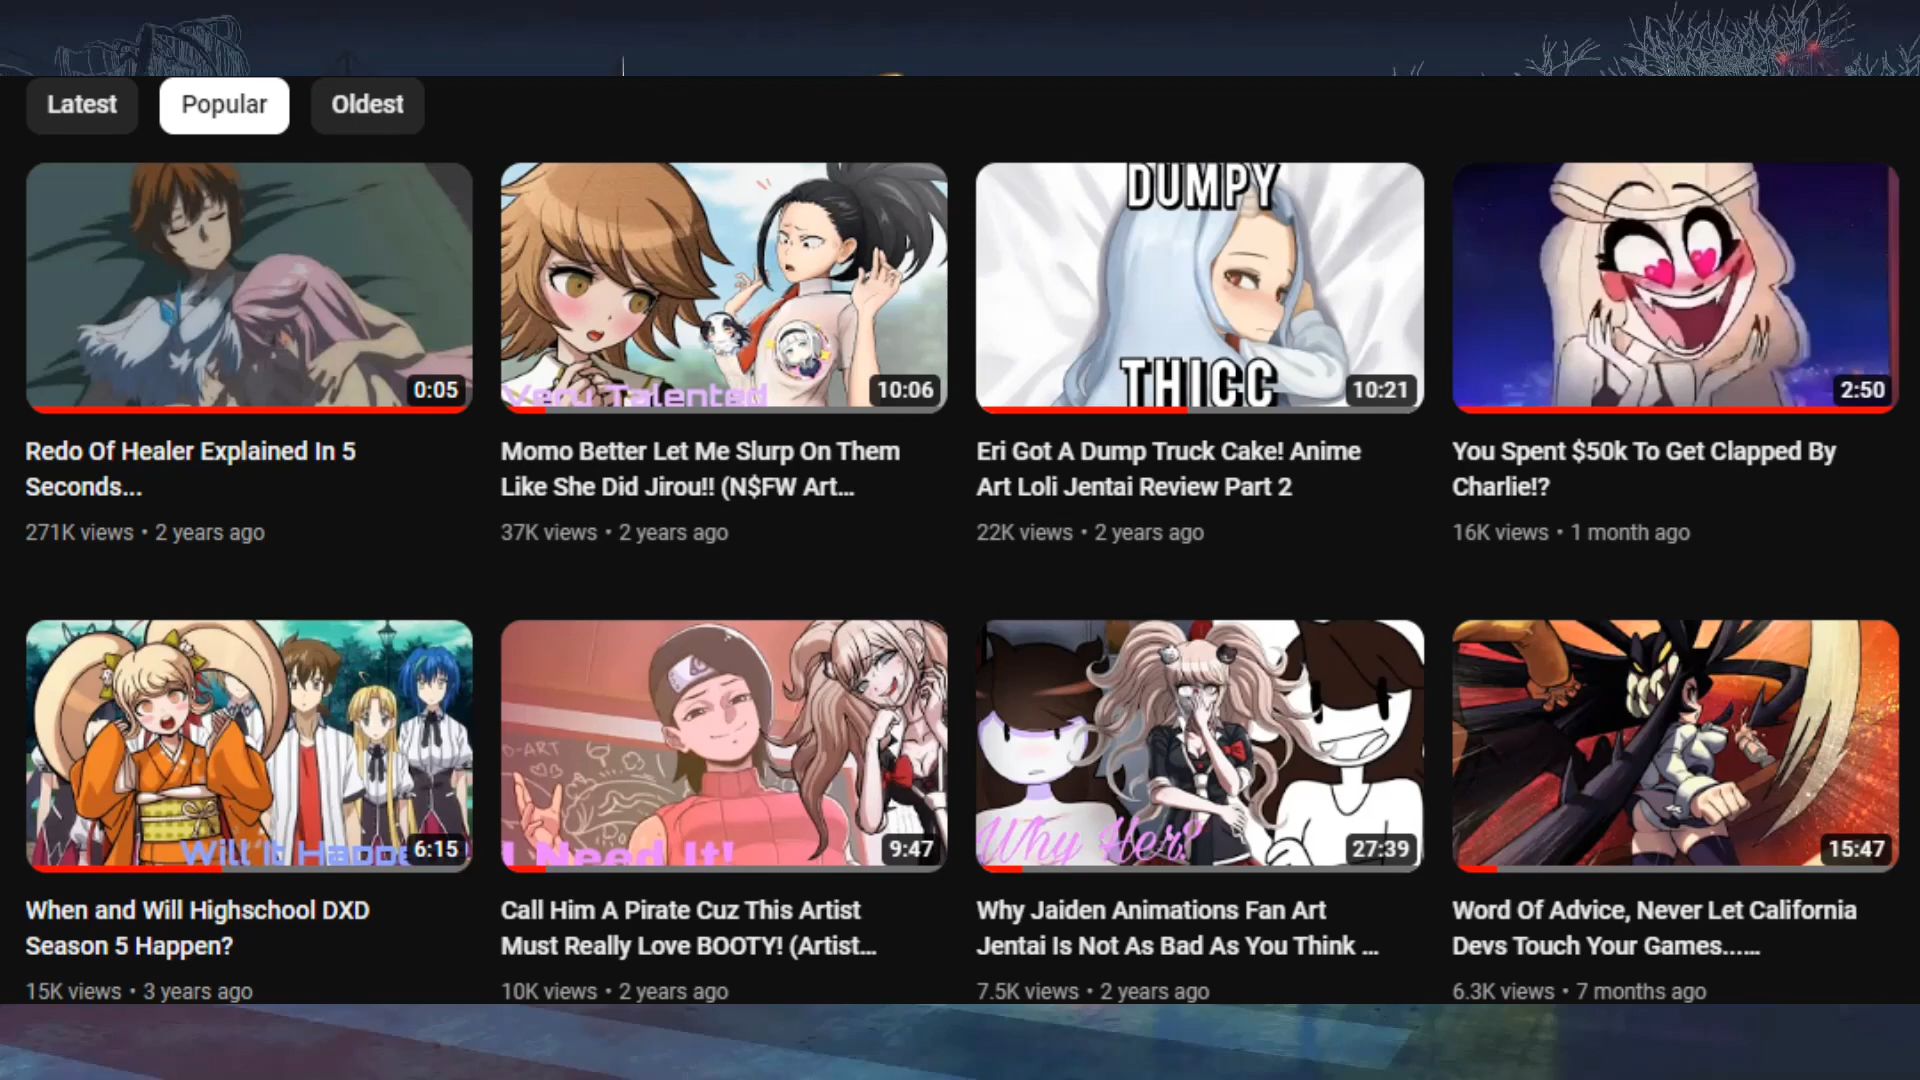 Latest Popular Oldest
DUMPY
THICC
Very Talented
0:05 10:06 10:21 2:50
Redo Of Healer Explained In 5
Seconds...
271K views • 2 years ago
Momo Better Let Me Slurp On Them
Like She Did Jirou!! (N$FW Art...
37K views • 2 years ago
Eri Got A Dump Truck Cake! Anime
Art Loli Jentai Review Part 2
22K views • 2 years ago
You Spent $50k To Get Clapped By
Charlie!?
16K views • 1 month ago
D-ART
Will It Happe
6:15
I Need It!
9:47
Why Her?
27:39
15:47
When and Will Highschool DXD
Season 5 Happen?
15K views • 3 years ago
Call Him A Pirate Cuz This Artist
Must Really Love BOOTY! (Artist...
10K views • 2 years ago
Why Jaiden Animations Fan Art
Jentai Is Not As Bad As You Think ...
7.5K views • 2 years ago
Word Of Advice, Never Let California
Devs Touch Your Games......
6.3K views • 7 months ago